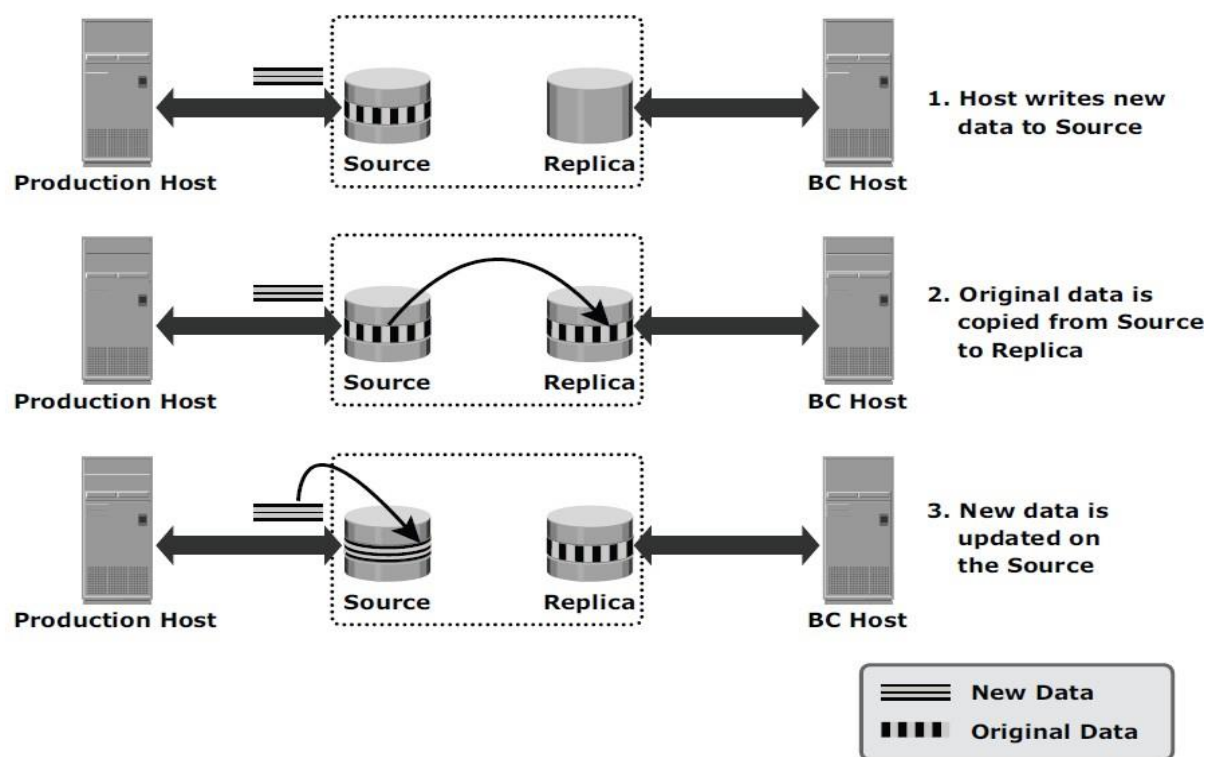 1. Host writes new
data to Source
Source
Replica
Production Host
BC Host
2. Original data is
copied from Source
to Replica
Source
Replica
Production Host
BC Host
3. New data is
updated on
the Source
Source
Replica
Production Host
BC Host
New Data
Original Data